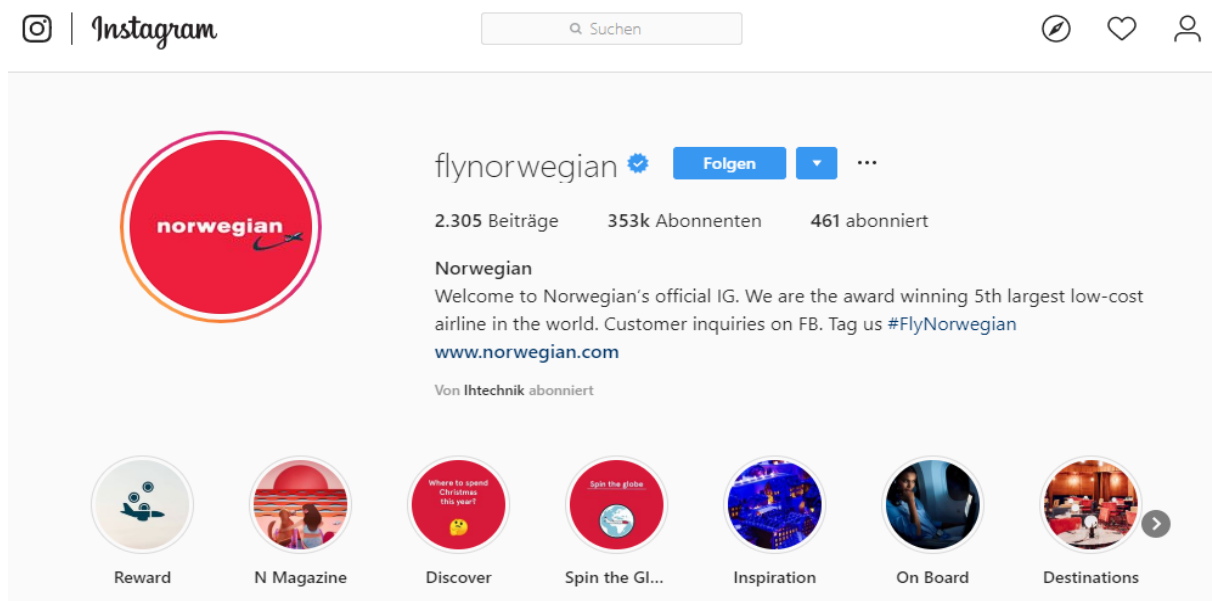 Instagram
Suchen
norwegian
flynorwegian
Folgen
2.305 Beiträge 353k Abonnenten 461 abonniert
Norwegian
Welcome to Norwegian's official IG. We are the award winning 5th largest low-cost
airline in the world. Customer inquiries on FB. Tag us #FlyNorwegian
www.norwegian.com
Von lhtechnik abonniert
Where to spend
Christmas
this year?
Spin the globe
Reward N Magazine Discover Spin the Gl... Inspiration On Board Destinations